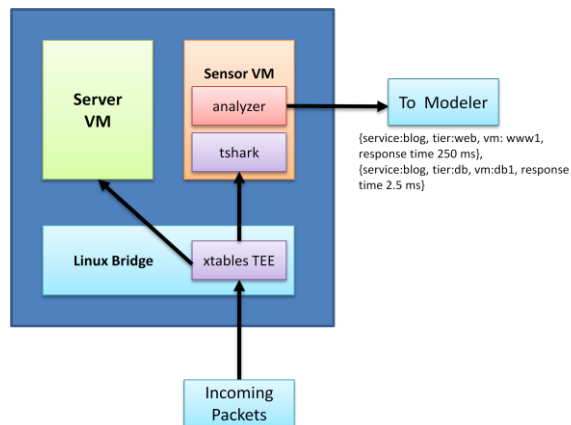 Server
VM
Sensor VM
analyzer
tshark
To Modeler
{service:blog, tier:web, vm: www1,
response time 250 ms},
{service:blog, tier:db, vm:db1, response
time 2.5 ms}
Linux Bridge
xtables TEE
Incoming
Packets